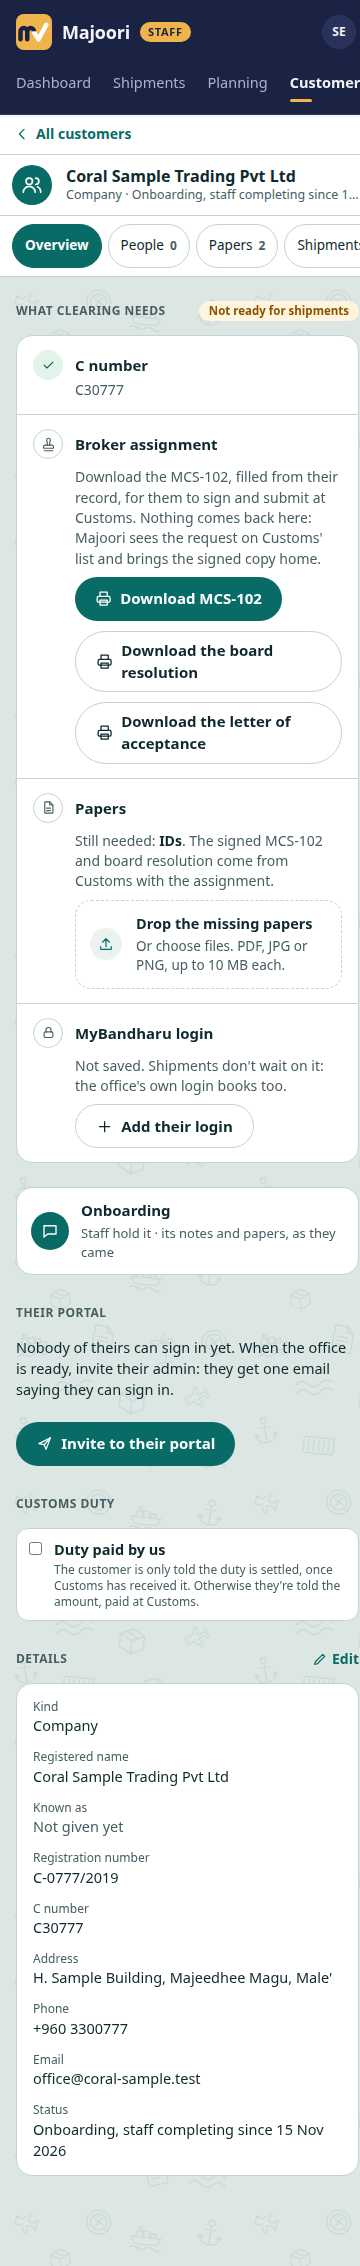 Majoori STAFF SE
Dashboard Shipments Planning Customer
All customers
Coral Sample Trading Pvt Ltd
Company · Onboarding, staff completing since 1...
Overview People 0 Papers 2 Shipments
WHAT CLEARING NEEDS Not ready for shipments
C number
C30777
Broker assignment
Download the MCS-102, filled from their
record, for them to sign and submit at
Customs. Nothing comes back here:
Majoori sees the request on Customs'
list and brings the signed copy home.
Download MCS-102
Download the board
resolution
Download the letter of
acceptance
Papers
Still needed: IDs. The signed MCS-102
and board resolution come from
Customs with the assignment.
Drop the missing papers
Or choose files. PDF, JPG or
PNG, up to 10 MB each.
MyBandharu login
Not saved. Shipments don't wait on it:
the office's own login books too.
Add their login
Onboarding
Staff hold it · its notes and papers, as they
came
THEIR PORTAL
Nobody of theirs can sign in yet. When the office
is ready, invite their admin: they get one email
saying they can sign in.
Invite to their portal
CUSTOMS DUTY
Duty paid by us
The customer is only told the duty is settled, once
Customs has received it. Otherwise they're told the
amount, paid at Customs.
DETAILS Edit
Kind
Company
Registered name
Coral Sample Trading Pvt Ltd
Known as
Not given yet
Registration number
C-0777/2019
C number
C30777
Address
H. Sample Building, Majeedhee Magu, Male'
Phone
+960 3300777
Email
office@coral-sample.test
Status
Onboarding, staff completing since 15 Nov
2026